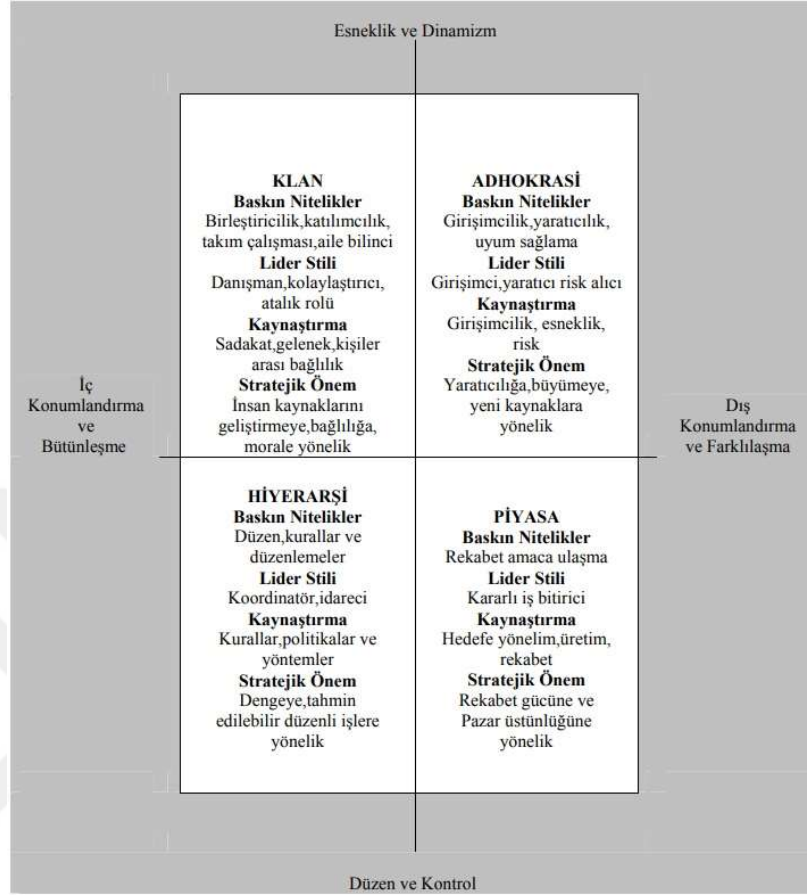 Esneklik ve Dinamizm
KLAN
Baskın Nitelikler
Birleştiricilik,katılımcılık,
takım çalışması,aile bilinci
Lider Stili
Danışman,kolaylaştırıcı,
atalık rolü
Kaynaştırma
Sadakat,gelenek,kişiler
arası bağlılık
Stratejik Önem
İnsan kaynaklarını
geliştirmeye,bağlılığa,
morale yönelik
ADHOKRASİ
Baskın Nitelikler
Girişimcilik,yaratıcılık,
uyum sağlama
Lider Stili
Girişimci,yaratıcı risk alıcı
Kaynaştırma
Girişimcilik, esneklik,
risk
Stratejik Önem
Yaratıcılığa,büyümeye,
yeni kaynaklara
yönelik
İç
Konumlandırma
ve
Bütünleşme
Dış
Konumlandırma
ve Farklılaşma
HİYERARŞİ
Baskın Nitelikler
Düzen,kurallar ve
düzenlemeler
Lider Stili
Koordinatör,idareci
Kaynaştırma
Kurallar,politikalar ve
yöntemler
Stratejik Önem
Dengeye,tahmin
edilebilir düzenli işlere
yönelik
PİYASA
Baskın Nitelikler
Rekabet amaca ulaşma
Lider Stili
Kararlı iş bitirici
Kaynaştırma
Hedefe yönelim,üretim,
rekabet
Stratejik Önem
Rekabet gücüne ve
Pazar üstünlüğüne
yönelik
Düzen ve Kontrol